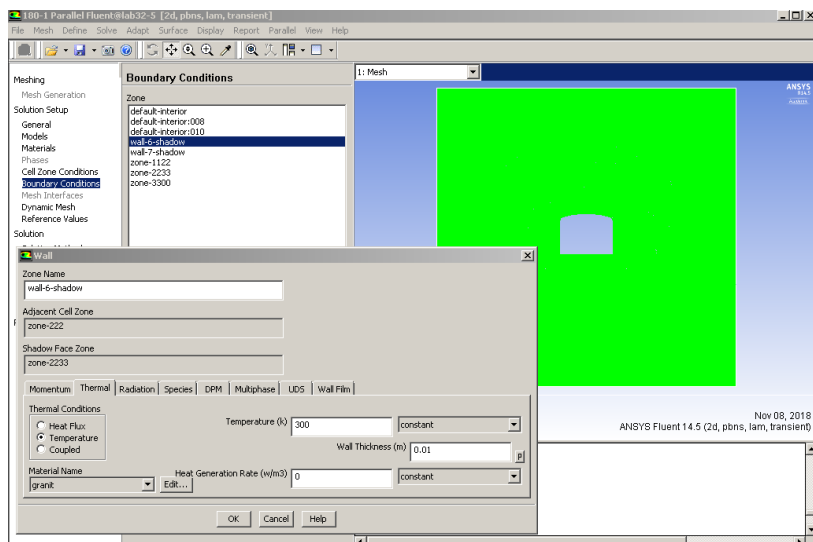 180-1 Parallel Fluent@lab32-5 [2d, pbns, lam, transient]
File Mesh Define Solve Adapt Surface Display Report Parallel View Help
Meshing
Mesh Generation
Solution Setup
General
Models
Materials
Phases
Cell Zone Conditions
Boundary Conditions
Mesh Interfaces
Dynamic Mesh
Reference Values
Solution
Boundary Conditions
Zone
default-interior
default-interior:008
default-interior:010
wall-6-shadow
wall-7-shadow
zone-1122
zone-2233
zone-3300
1: Mesh
ANSYS
Nov 08, 2018
ANSYS Fluent 14.5 (2d, pbns, lam, transient)
Wall
Zone Name
wall-6-shadow
Adjacent Cell Zone
zone-222
Shadow Face Zone
zone-2233
Momentum Thermal Radiation Species DPM Multiphase UDS Wall Film
Thermal Conditions
Heat Flux
Temperature
Coupled
Temperature (k) 300 constant
Wall Thickness (m) 0.01 P
Material Name
granit Edit...
Heat Generation Rate (w/m3) 0 constant
OK Cancel Help